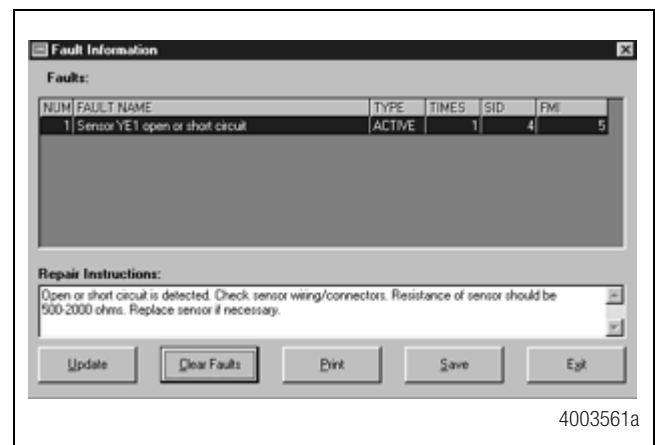 Fault Information
Faults:
NUM FAULT NAME TYPE TIMES SID FMI
1 Sensor YE1 open or short circuit ACTIVE 1 4 5
Repair Instructions:
Open or short circuit is detected. Check sensor wiring/connectors. Resistance of sensor should be
500-2000 ohms. Replace sensor if necessary.
Update Clear Faults Print Save Exit
4003561a